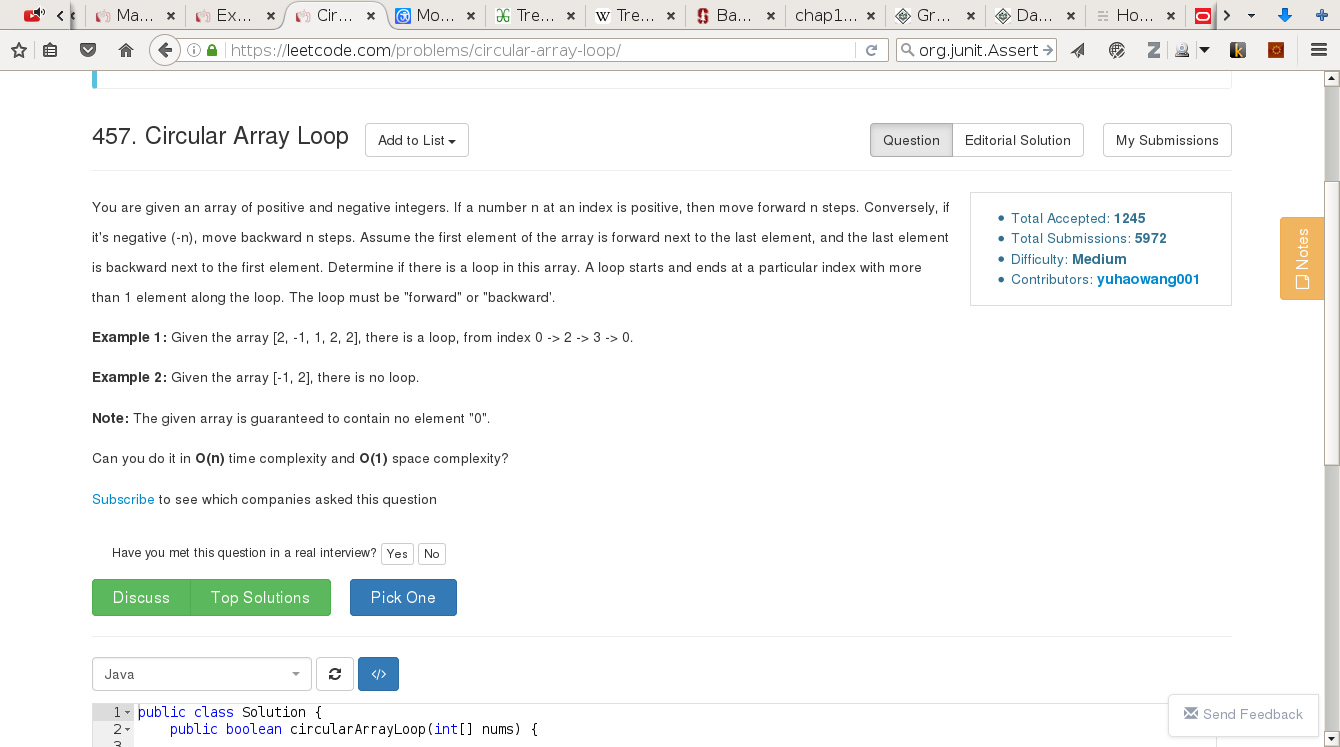 Ma...
Ex...
Cir...
Mo...
Tre...
W Tre...
Ba...
chap1...
Gr...
Da...
Ho...
https://leetcode.com/problems/circular-array-loop/
org.junit.Assert
457. Circular Array Loop
Add to List
Question
Editorial Solution
My Submissions
You are given an array of positive and negative integers. If a number n at an index is positive, then move forward n steps. Conversely, if
it's negative (-n), move backward n steps. Assume the first element of the array is forward next to the last element, and the last element
is backward next to the first element. Determine if there is a loop in this array. A loop starts and ends at a particular index with more
than 1 element along the loop. The loop must be "forward" or "backward'.
Total Accepted: 1245
Total Submissions: 5972
Difficulty: Medium
Contributors: yuhaowang001
Notes
Example 1: Given the array [2, -1, 1, 2, 2], there is a loop, from index 0 -> 2 -> 3 -> 0.
Example 2: Given the array [-1, 2], there is no loop.
Note: The given array is guaranteed to contain no element "0".
Can you do it in O(n) time complexity and O(1) space complexity?
Subscribe to see which companies asked this question
Have you met this question in a real interview? Yes No
Discuss
Top Solutions
Pick One
Java
</>
1 public class Solution {
2 public boolean circularArrayLoop(int[] nums) {
3
Send Feedback